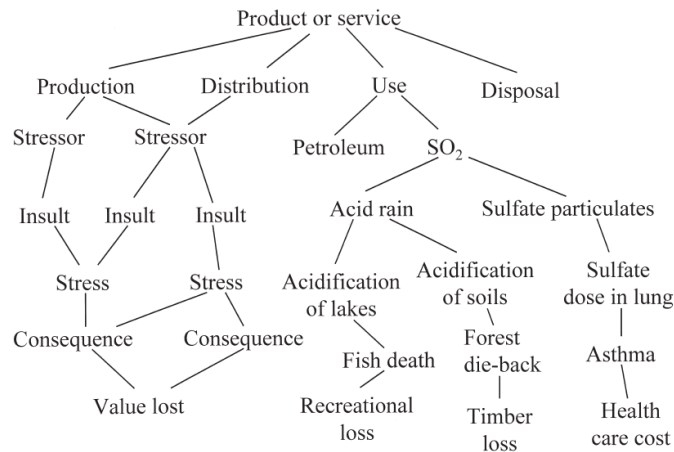 Product or service
Production
Distribution
Use
Disposal
Stressor
Stressor
Petroleum
SO₂
Insult
Insult
Insult
Acid rain
Sulfate particulates
Stress
Stress
Acidification
of lakes
Acidification
of soils
Sulfate
dose in lung
Consequence
Consequence
Fish death
Forest
die-back
Asthma
Value lost
Recreational
loss
Timber
loss
Health
care cost